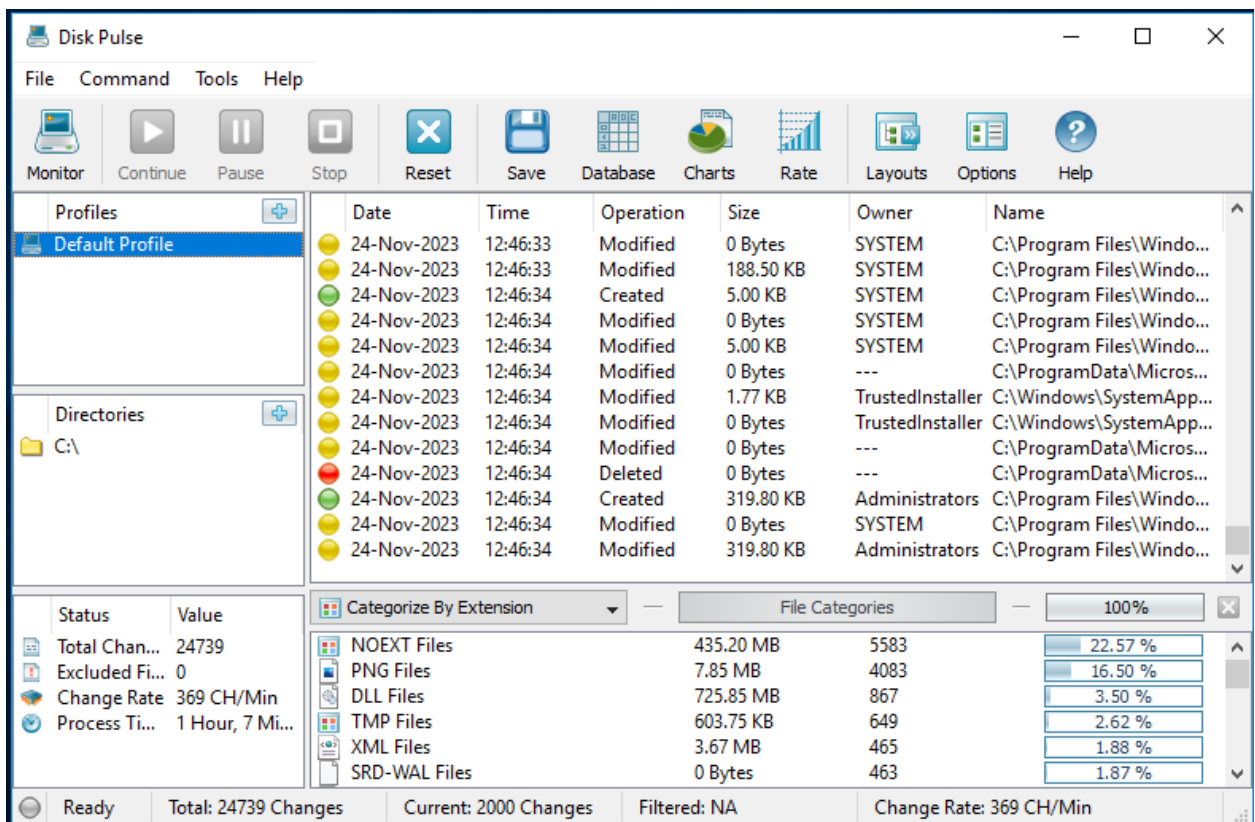 Disk Pulse
File Command Tools Help
Monitor Continue Pause Stop Reset Save Database Charts Rate Layouts Options Help
Profiles
Default Profile
Directories
C:\
Date Time Operation Size Owner Name
24-Nov-2023 12:46:33 Modified 0 Bytes SYSTEM C:\Program Files\Windo...
24-Nov-2023 12:46:33 Modified 188.50 KB SYSTEM C:\Program Files\Windo...
24-Nov-2023 12:46:34 Created 5.00 KB SYSTEM C:\Program Files\Windo...
24-Nov-2023 12:46:34 Modified 0 Bytes SYSTEM C:\Program Files\Windo...
24-Nov-2023 12:46:34 Modified 5.00 KB SYSTEM C:\Program Files\Windo...
24-Nov-2023 12:46:34 Modified 0 Bytes --- C:\ProgramData\Micros...
24-Nov-2023 12:46:34 Modified 1.77 KB TrustedInstaller C:\Windows\SystemApp...
24-Nov-2023 12:46:34 Modified 0 Bytes TrustedInstaller C:\Windows\SystemApp...
24-Nov-2023 12:46:34 Modified 0 Bytes --- C:\ProgramData\Micros...
24-Nov-2023 12:46:34 Deleted 0 Bytes --- C:\ProgramData\Micros...
24-Nov-2023 12:46:34 Created 319.80 KB Administrators C:\Program Files\Windo...
24-Nov-2023 12:46:34 Modified 0 Bytes SYSTEM C:\Program Files\Windo...
24-Nov-2023 12:46:34 Modified 319.80 KB Administrators C:\Program Files\Windo...
Status Value
Total Chan... 24739
Excluded Fi... 0
Change Rate 369 CH/Min
Process Ti... 1 Hour, 7 Mi...
Categorize By Extension File Categories 100%
NOEXT Files 435.20 MB 5583 22.57 %
PNG Files 7.85 MB 4083 16.50 %
DLL Files 725.85 MB 867 3.50 %
TMP Files 603.75 KB 649 2.62 %
XML Files 3.67 MB 465 1.88 %
SRD-WAL Files 0 Bytes 463 1.87 %
Ready Total: 24739 Changes Current: 2000 Changes Filtered: NA Change Rate: 369 CH/Min